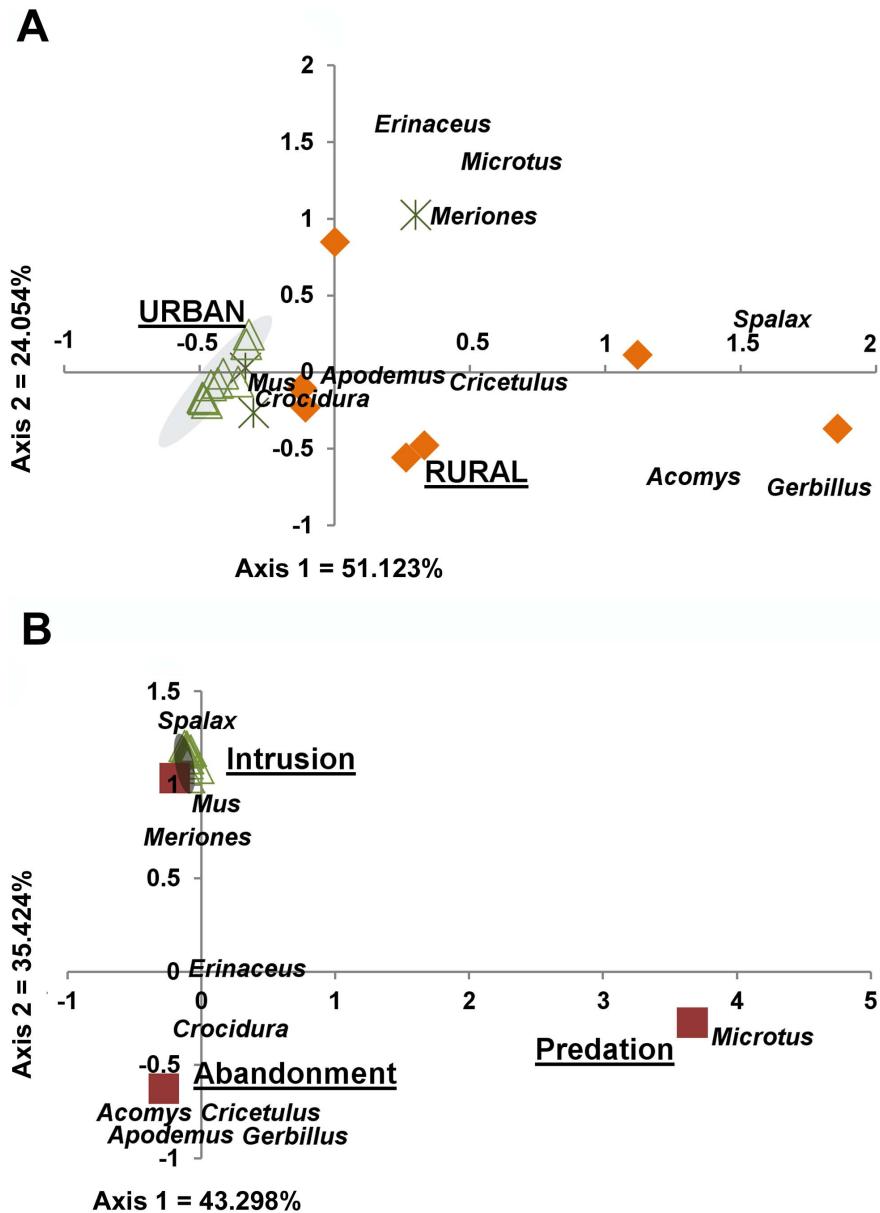 A
2
Erinaceus
1.5
Microtus
1
Meriones
0.5
URBAN
Spalax
-1
-0.5
0.5
1
1.5
2
0
Mus
Apodemus
Cricetulus
Crocidura
-0.5
RURAL
Acomys
Gerbillus
-1
Axis 2 = 24.054%
Axis 1 = 51.123%
B
1.5
Spalax
Intrusion
1
Mus
Meriones
0.5
0
Erinaceus
-1
0
1
2
3
4
5
Crocidura
Microtus
Predation
-0.5
Abandonment
Acomys Cricetulus
Apodemus Gerbillus
-1
Axis 2 = 35.424%
Axis 1 = 43.298%